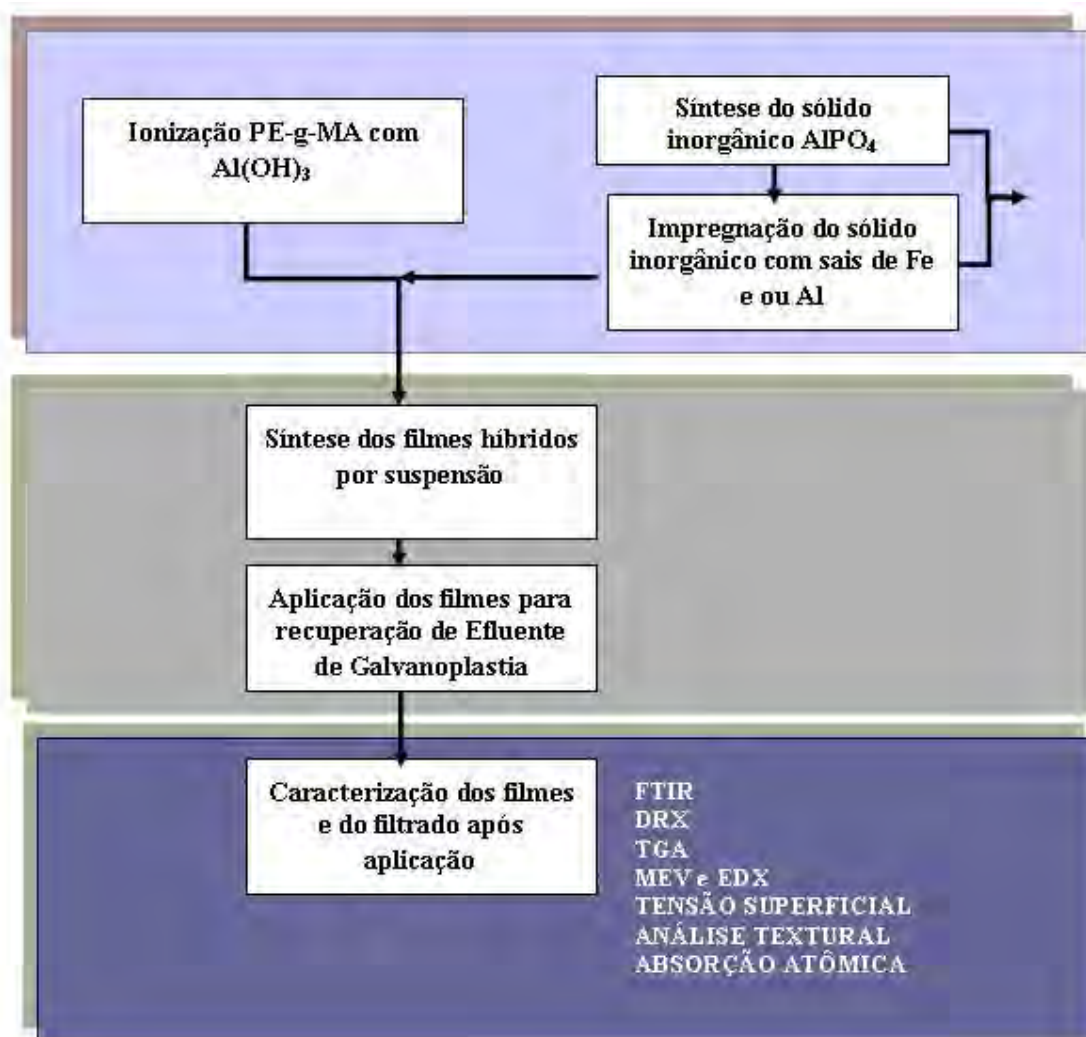 Ionização PE-g-MA com
Al(OH)₃
Síntese do sólido
inorgânico AlPO₄
Impregnação do sólido
inorgânico com sais de Fe
e ou Al
Síntese dos filmes híbridos
por suspensão
Aplicação dos filmes para
recuperação de Efluente
de Galvanoplastia
Caracterização dos filmes
e do filtrado após
aplicação
FTIR
DRX
TGA
MEV e EDX
TENSÃO SUPERFICIAL
ANÁLISE TEXTURAL
ABSORÇÃO ATÔMICA